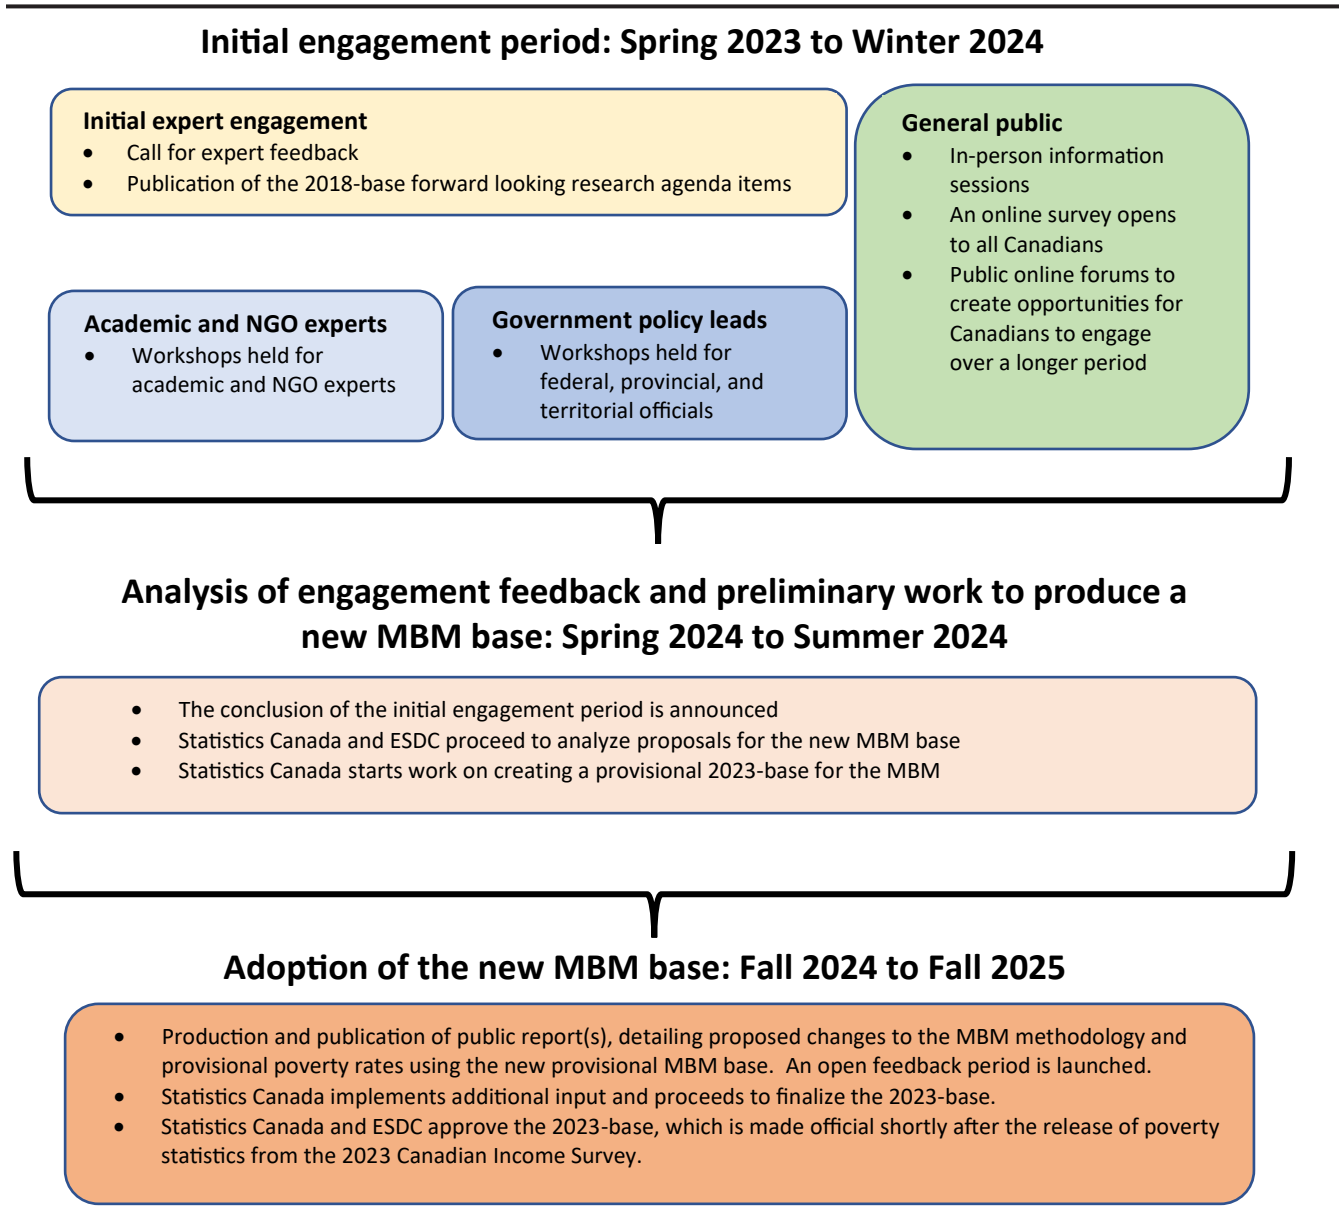 Initial engagement period: Spring 2023 to Winter 2024
Initial expert engagement
• Call for expert feedback
• Publication of the 2018-base forward looking research agenda items
General public
• In-person information
sessions
• An online survey opens
to all Canadians
• Public online forums to
create opportunities for
Canadians to engage
over a longer period
Academic and NGO experts
• Workshops held for
academic and NGO experts
Government policy leads
• Workshops held for
federal, provincial, and
territorial officials
Analysis of engagement feedback and preliminary work to produce a
new MBM base: Spring 2024 to Summer 2024
• The conclusion of the initial engagement period is announced
• Statistics Canada and ESDC proceed to analyze proposals for the new MBM base
• Statistics Canada starts work on creating a provisional 2023-base for the MBM
Adoption of the new MBM base: Fall 2024 to Fall 2025
• Production and publication of public report(s), detailing proposed changes to the MBM methodology and
provisional poverty rates using the new provisional MBM base.  An open feedback period is launched.
• Statistics Canada implements additional input and proceeds to finalize the 2023-base.
• Statistics Canada and ESDC approve the 2023-base, which is made official shortly after the release of poverty
statistics from the 2023 Canadian Income Survey.